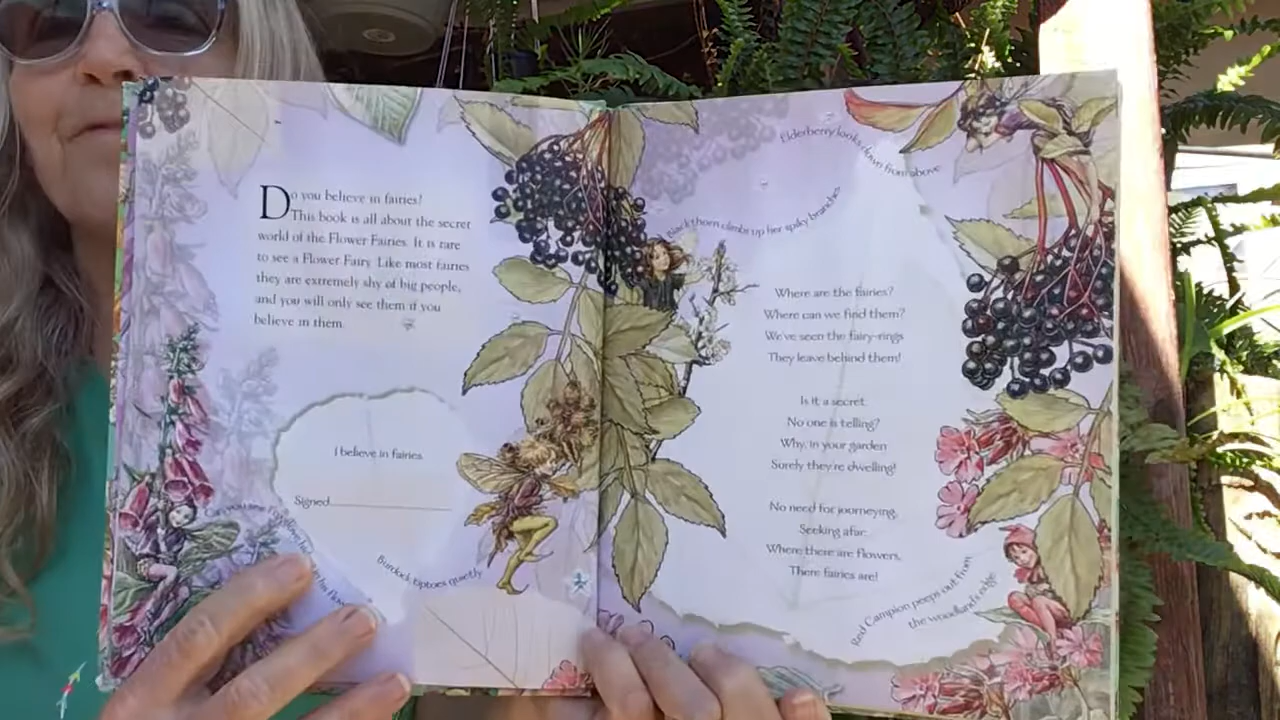 Do you believe in fairies?
This book is all about the secret
world of the Flower Fairies. It is rare
to see a Flower Fairy. Like most fairies
they are extremely shy of big people,
and you will only see them if you
believe in them.
I believe in fairies
Signed
you see Foxglove
Burdock tiptoes quietly
Elderberry looks down from above
Blackthorn climbs up her spiky branches
Where are the fairies?
Where can we find them?
We've seen the fairy-rings
They leave behind them!
Is it a secret
No one is telling?
Why, in your garden
Surely they're dwelling!
No need for journeying,
Seeking afar:
Where there are flowers,
There fairies are!
Red Campion peeps out from
the woodland's edge